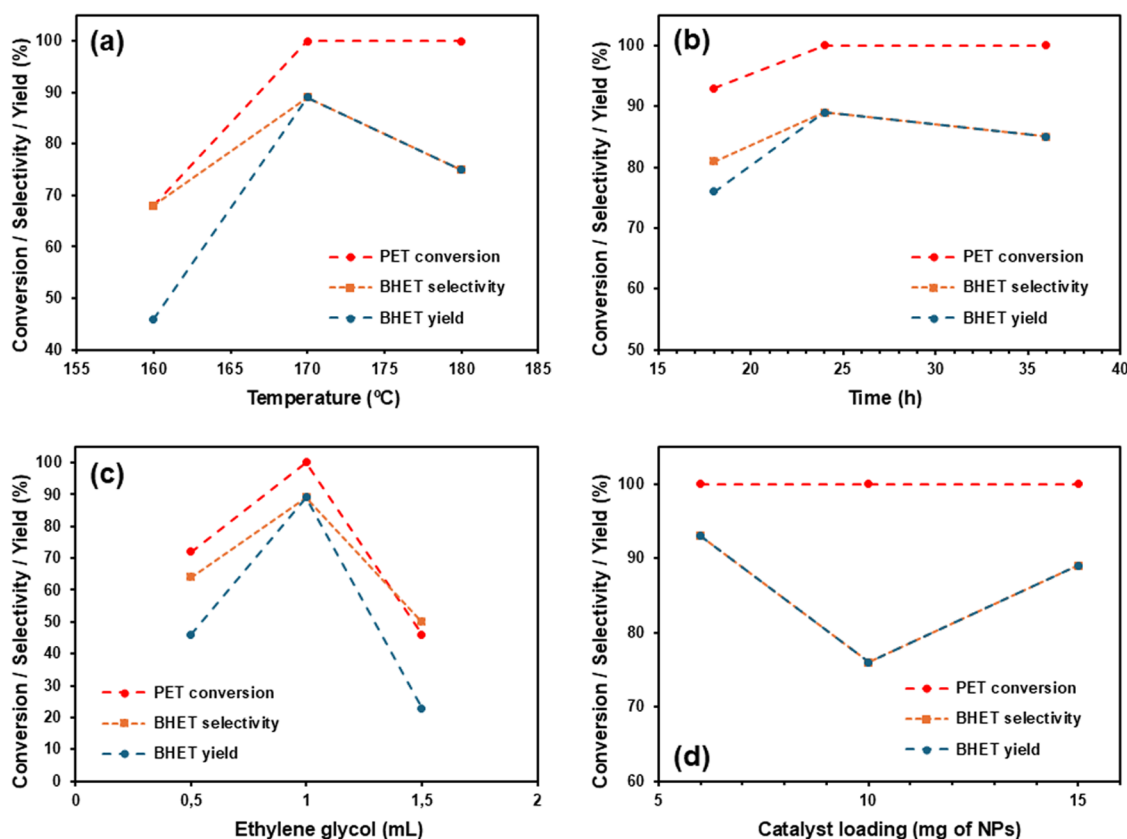 (a)
Conversion / Selectivity / Yield (%)
100
90
80
70
60
50
40
PET conversion
BHET selectivity
BHET yield
155 160 165 170 175 180 185
Temperature (ºC)
(b)
Conversion / Selectivity / Yield (%)
100
90
80
70
60
50
PET conversion
BHET selectivity
BHET yield
15 20 25 30 35 40
Time (h)
(c)
Conversion / Selectivity / Yield (%)
100
90
80
70
60
50
40
30
20
10
0
PET conversion
BHET selectivity
BHET yield
0 0,5 1 1,5 2
Ethylene glycol (mL)
Conversion / Selectivity / Yield (%)
100
90
80
70
60
PET conversion
BHET selectivity
BHET yield
(d)
5 10 15
Catalyst loading (mg of NPs)